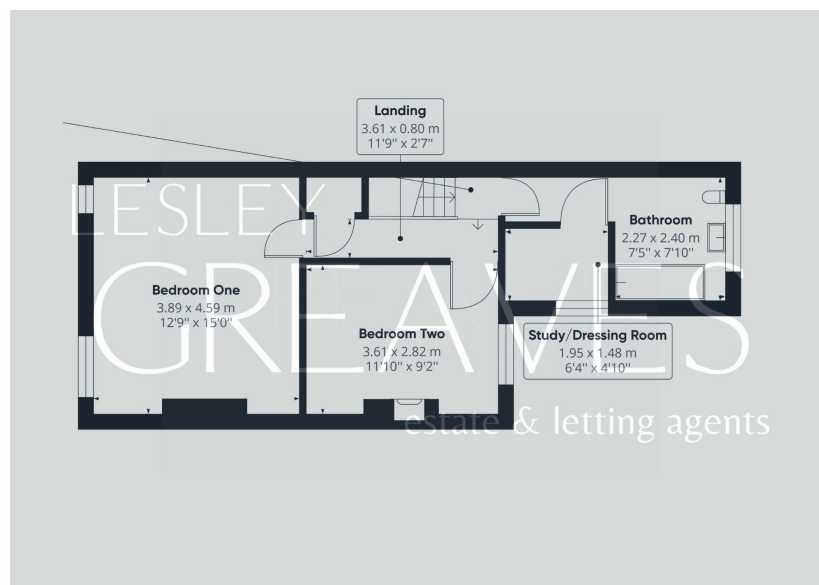 Landing
3.61 x 0.80 m
11'9" x 2'7"
LESLEY
GREAVES
estate & letting agents
Bedroom One
3.89 x 4.59 m
12'9" x 15'0"
Bedroom Two
3.61 x 2.82 m
11'10" x 9'2"
Bathroom
2.27 x 2.40 m
7'5" x 7'10"
Study/Dressing Room
1.95 x 1.48 m
6'4" x 4'10"